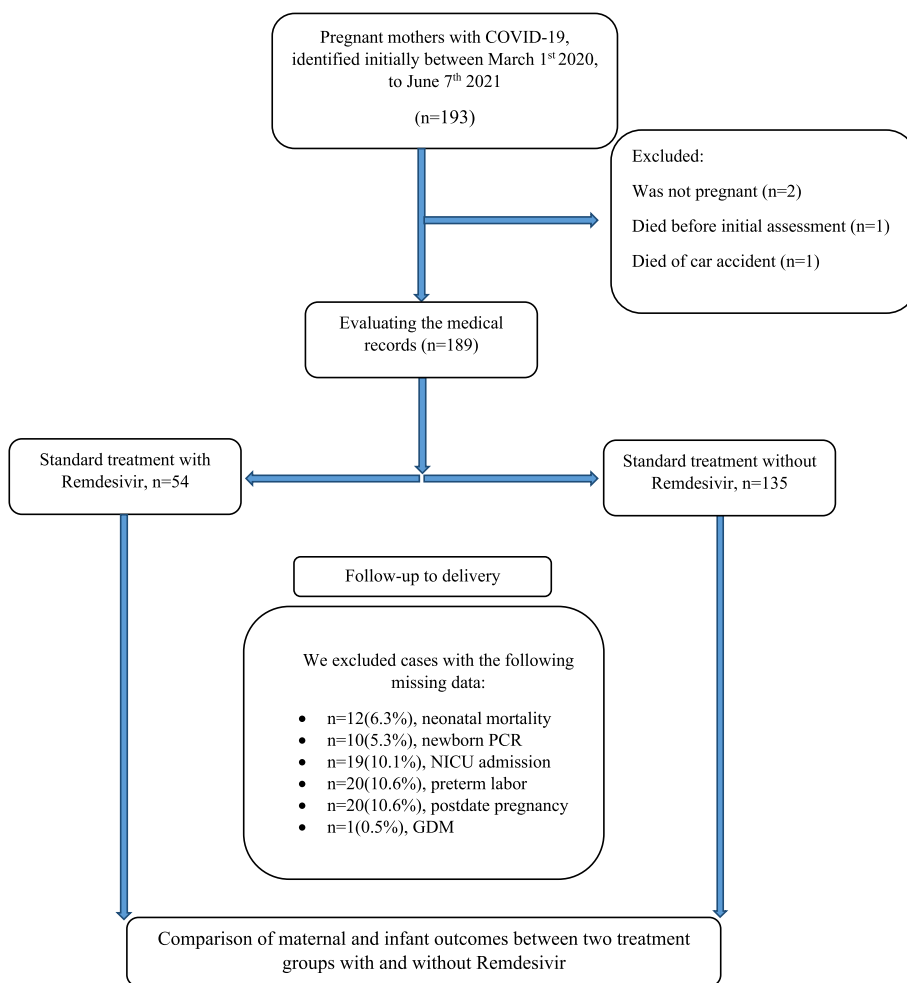 Pregnant mothers with COVID-19,
identified initially between March 1st 2020,
to June 7th 2021
(n=193)
Excluded:
Was not pregnant (n=2)
Died before initial assessment (n=1)
Died of car accident (n=1)
Evaluating the medical
records (n=189)
Standard treatment with
Remdesivir, n=54
Standard treatment without
Remdesivir, n=135
Follow-up to delivery
We excluded cases with the following
missing data:
• n=12(6.3%), neonatal mortality
• n=10(5.3%), newborn PCR
• n=19(10.1%), NICU admission
• n=20(10.6%), preterm labor
• n=20(10.6%), postdate pregnancy
• n=1(0.5%), GDM
Comparison of maternal and infant outcomes between two treatment
groups with and without Remdesivir